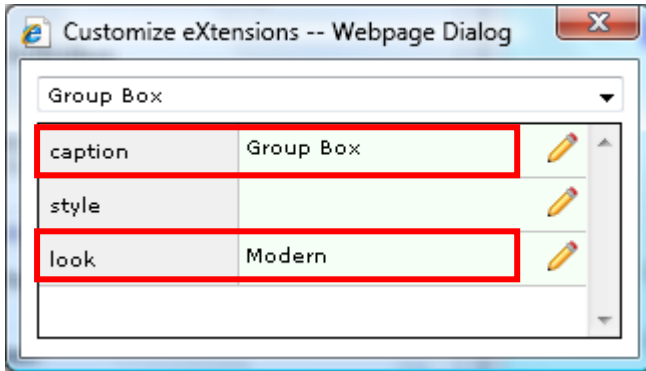 Customize eXtensions -- Webpage Dialog
Group Box
caption Group Box
style
look Modern